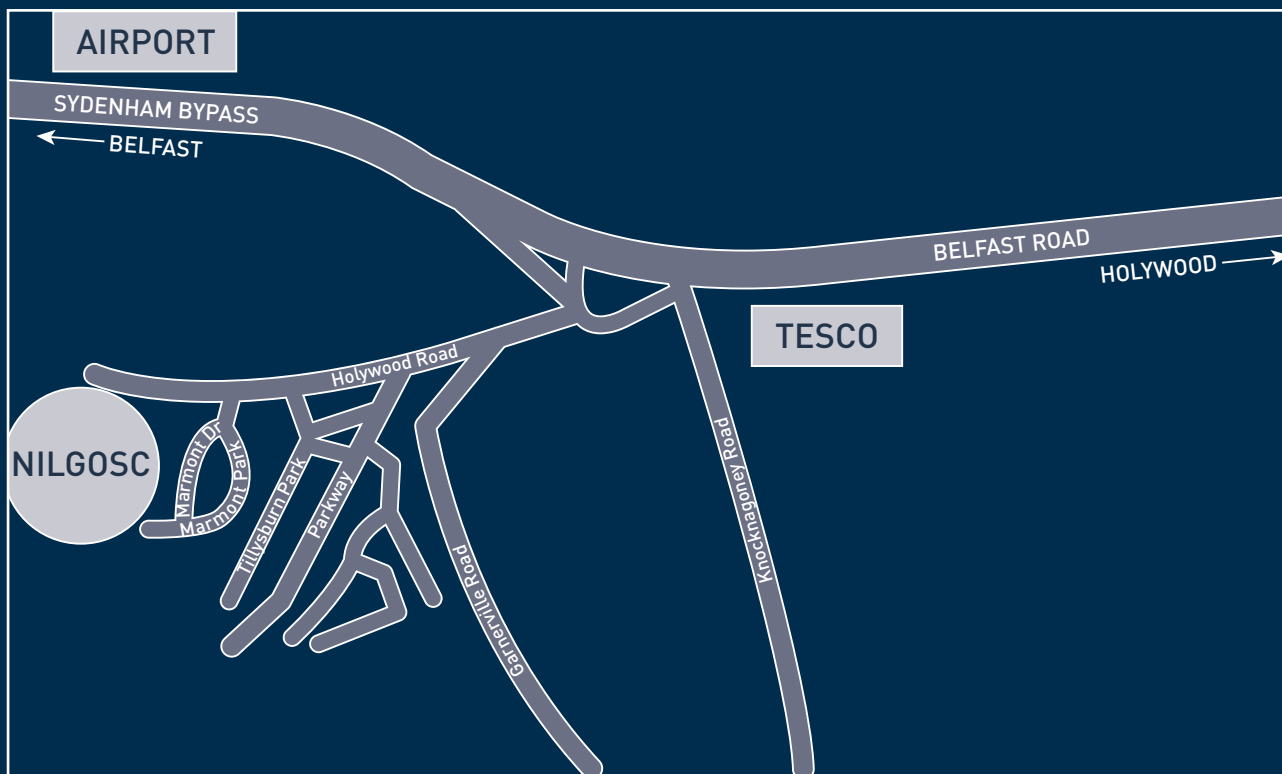 AIRPORT
SYDENHAM BYPASS
BELFAST
BELFAST ROAD
HOLYWOOD
TESCO
Holywood Road
NILGOSC
Marmont Dr
Marmont Park
Tillysburn Park
Parkway
Garnerville Road
Knocknagoney Road